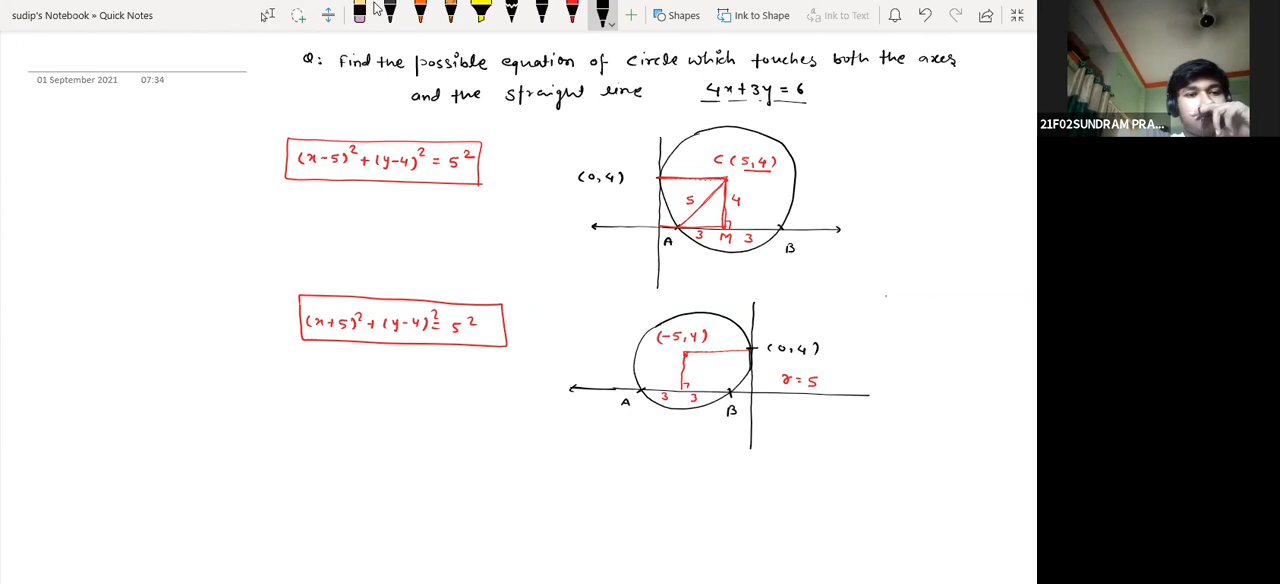 sudip's Notebook » Quick Notes
Shapes
Ink to Shape
Ink to Text
01 September 2021 07:34
Q: Find the possible equation of circle which touches both the axes
and the straight line 4x+3y=6
(x-5)²+(y-4)² = 5²
C(5,4)
(0,4)
5
4
A
3
M
3
B
(x+5)²+(y-4)²= 5²
(-5,4)
(0,4)
r=5
3
3
A
B
21F02SUNDRAM PRA...